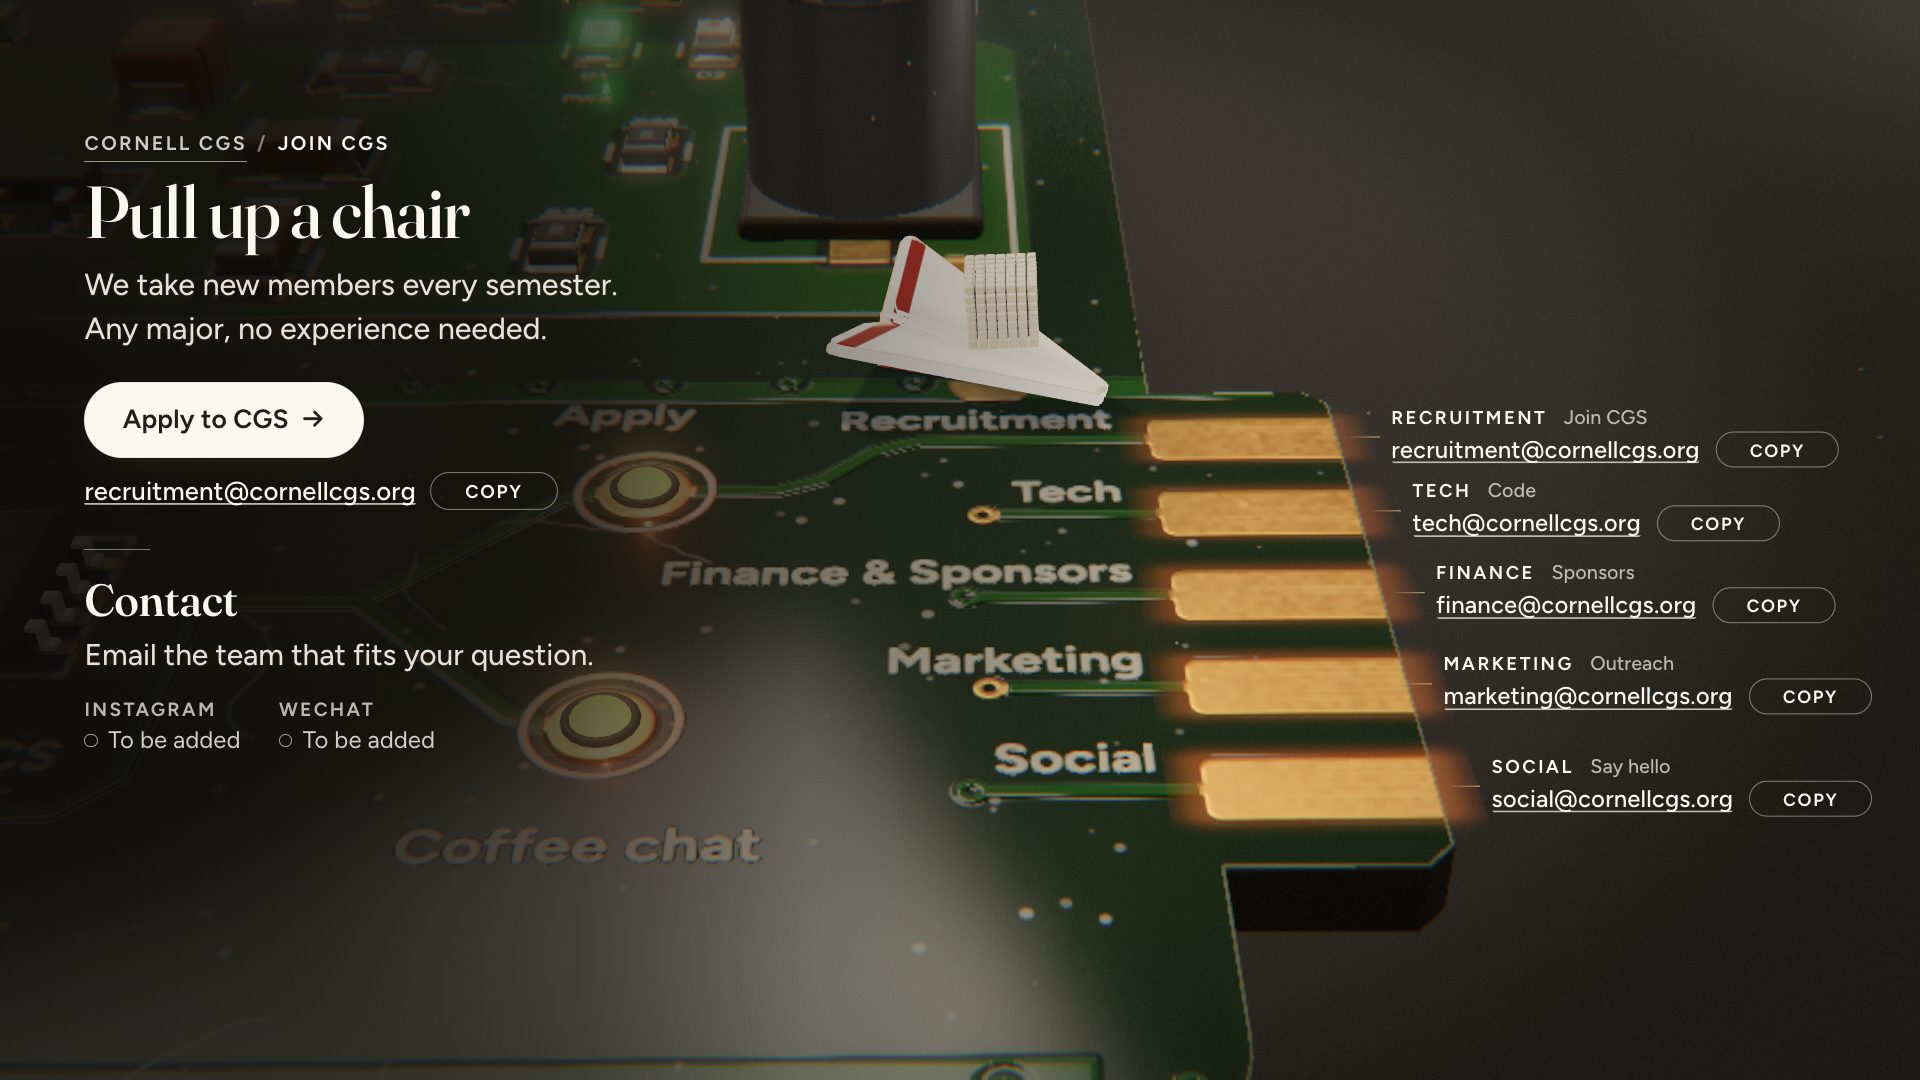 CORNELL CGS / JOIN CGS
Pull up a chair
We take new members every semester.
Any major, no experience needed.
Apply to CGS →
recruitment@cornellcgs.org COPY
Contact
Email the team that fits your question.
INSTAGRAM WECHAT
To be added To be added
Apply
Recruitment
Tech
Finance & Sponsors
Marketing
Social
Coffee chat
RECRUITMENT Join CGS
recruitment@cornellcgs.org COPY
TECH Code
tech@cornellcgs.org COPY
FINANCE Sponsors
finance@cornellcgs.org COPY
MARKETING Outreach
marketing@cornellcgs.org COPY
SOCIAL Say hello
social@cornellcgs.org COPY